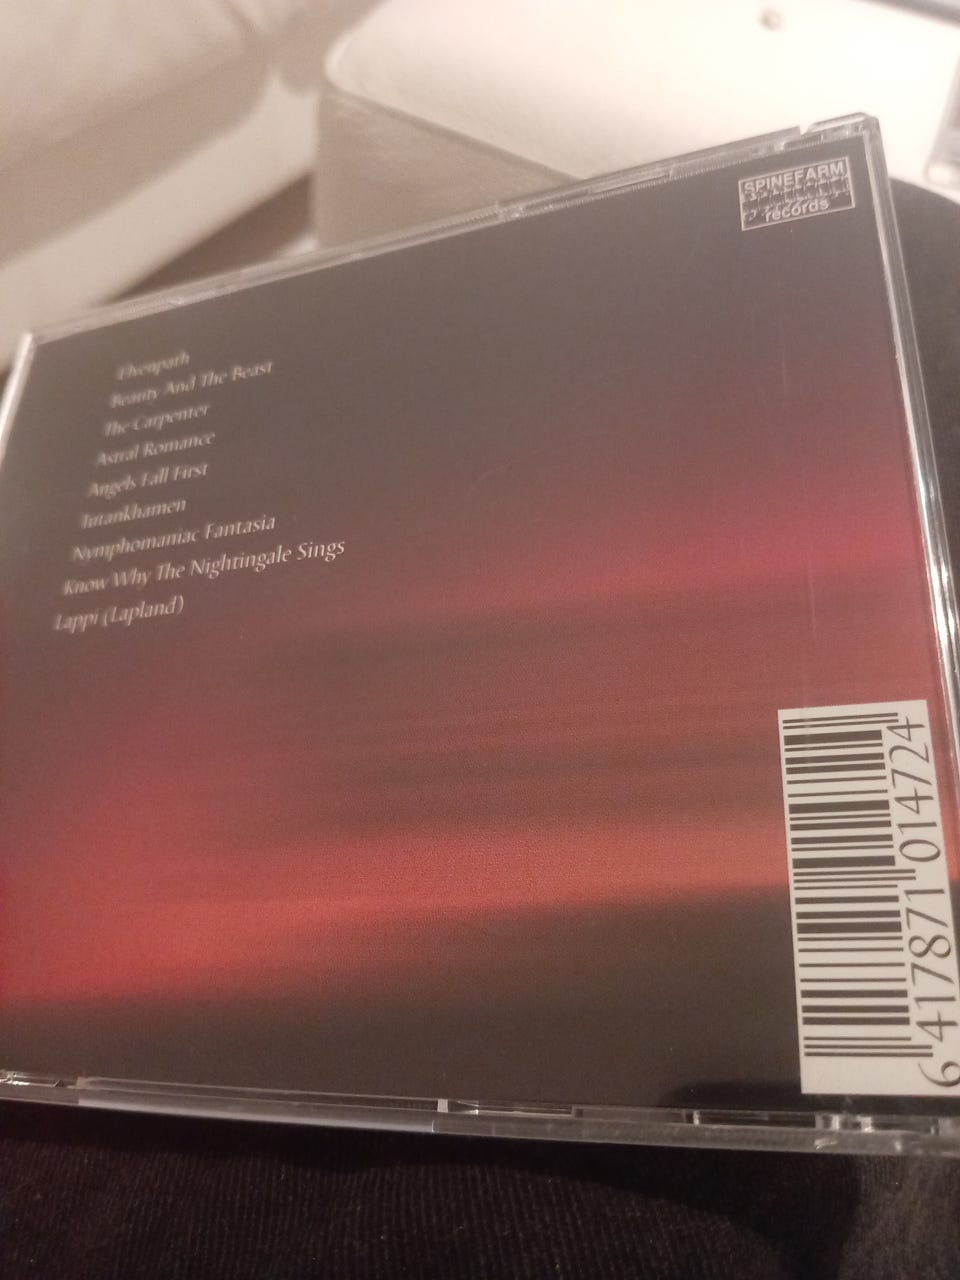 SPINEFARM
records
Elvenpath
Beauty And The Beast
The Carpenter
Astral Romance
Angels Fall First
Tutankhamen
Nymphomaniac Fantasia
Know Why The Nightingale Sings
Lappi (Lapland)
6 417871 014724